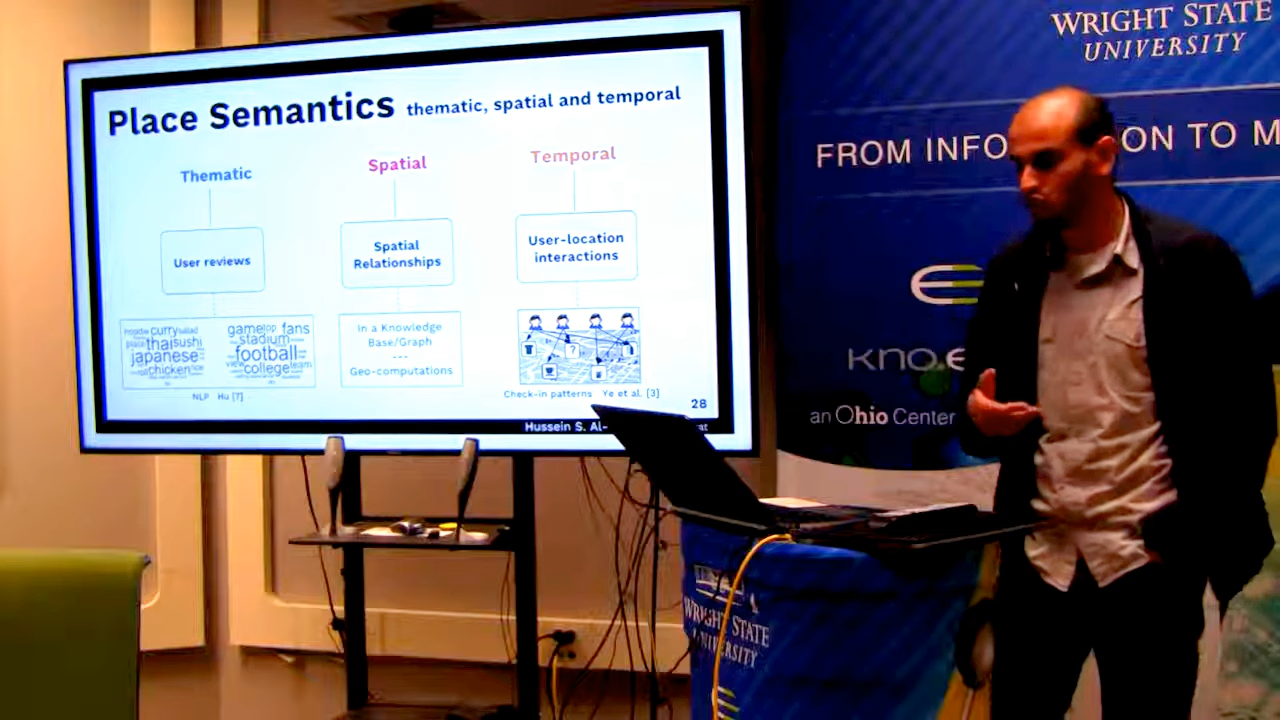 Place Semantics thematic, spatial and temporal
Thematic
Spatial
Temporal
User reviews
Spatial
Relationships
User-location
interactions
curry
thai sushi
japanese
chicken
game fans
stadium
football
college team
In a Knowledge
Base/Graph
---
Geo-computations
?
NLP Hu [7]
Check-in patterns Ye et al. [3]
28
Hussein S. Al-
WRIGHT STATE
UNIVERSITY
FROM INFO ON TO M
KNO.E
an Ohio Center
WRIGHT STATE
UNIVERSITY